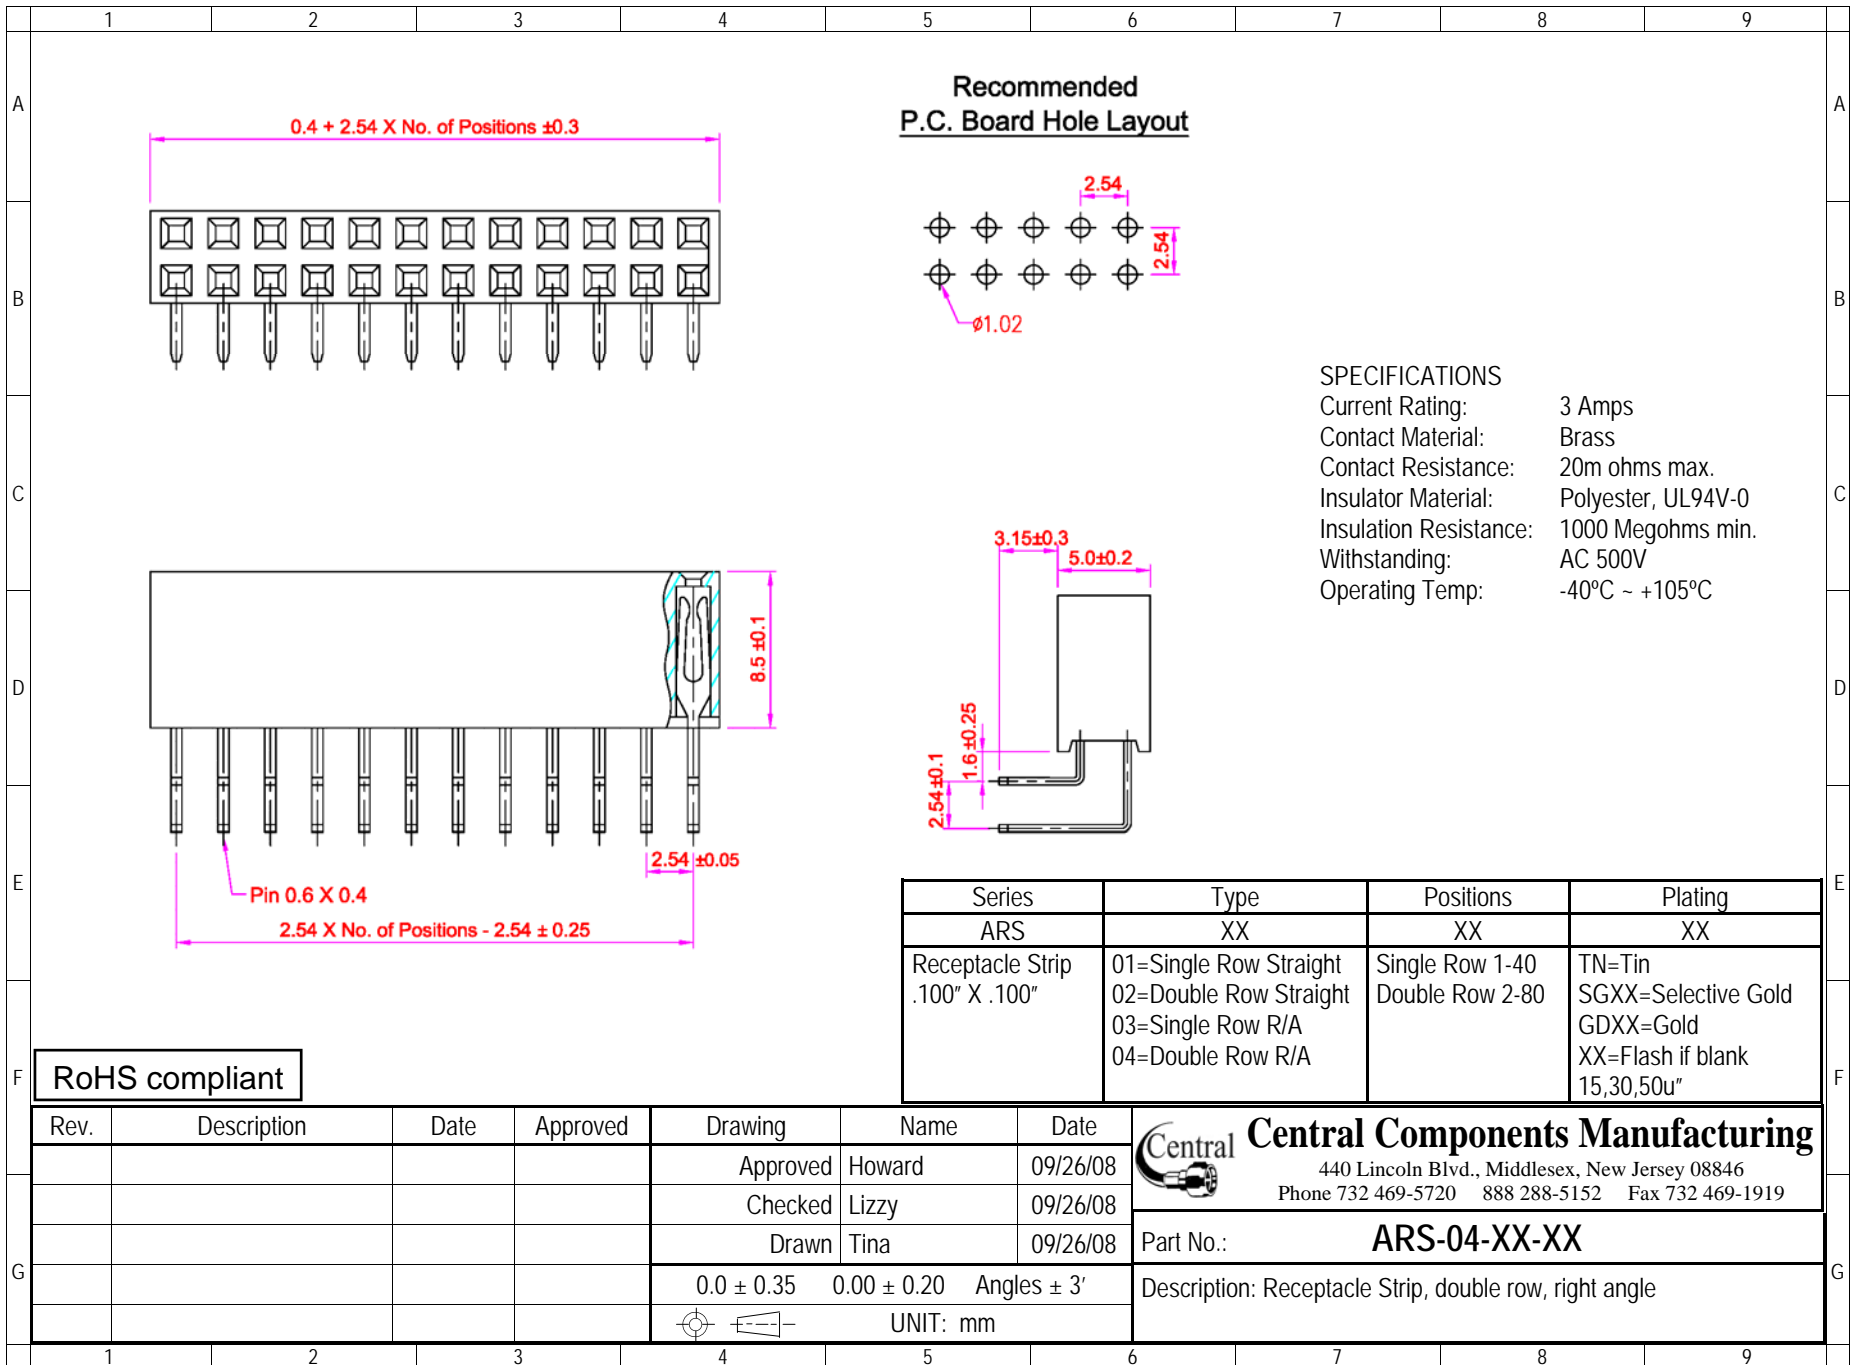 1 2 3 4 5 6 7 8 9
A A
B B
C C
D D
E E
F F
G G
0.4 + 2.54 X No. of Positions ±0.3
Recommended
P.C. Board Hole Layout
2.54
2.54
ø1.02
SPECIFICATIONS
Current Rating: 3 Amps
Contact Material: Brass
Contact Resistance: 20m ohms max.
Insulator Material: Polyester, UL94V-0
Insulation Resistance: 1000 Megohms min.
Withstanding: AC 500V
Operating Temp: -40ºC ~ +105ºC
8.5 ±0.1
2.54 ±0.05
Pin 0.6 X 0.4
2.54 X No. of Positions - 2.54 ± 0.25
3.15±0.3
5.0±0.2
1.6±0.25
2.54±0.1
Series Type Positions Plating
ARS XX XX XX
Receptacle Strip 01=Single Row Straight Single Row 1-40 TN=Tin
.100" X .100" 02=Double Row Straight Double Row 2-80 SGXX=Selective Gold
03=Single Row R/A GDXX=Gold
04=Double Row R/A XX=Flash if blank
15,30,50u"
RoHS compliant
Rev. Description Date Approved
Drawing Name Date
Approved Howard 09/26/08
Checked Lizzy 09/26/08
Drawn Tina 09/26/08
0.0 ± 0.35 0.00 ± 0.20 Angles ± 3'
UNIT: mm
Central
Central Components Manufacturing
440 Lincoln Blvd., Middlesex, New Jersey 08846
Phone 732 469-5720 888 288-5152 Fax 732 469-1919
Part No.: ARS-04-XX-XX
Description: Receptacle Strip, double row, right angle
1 2 3 4 5 6 7 8 9